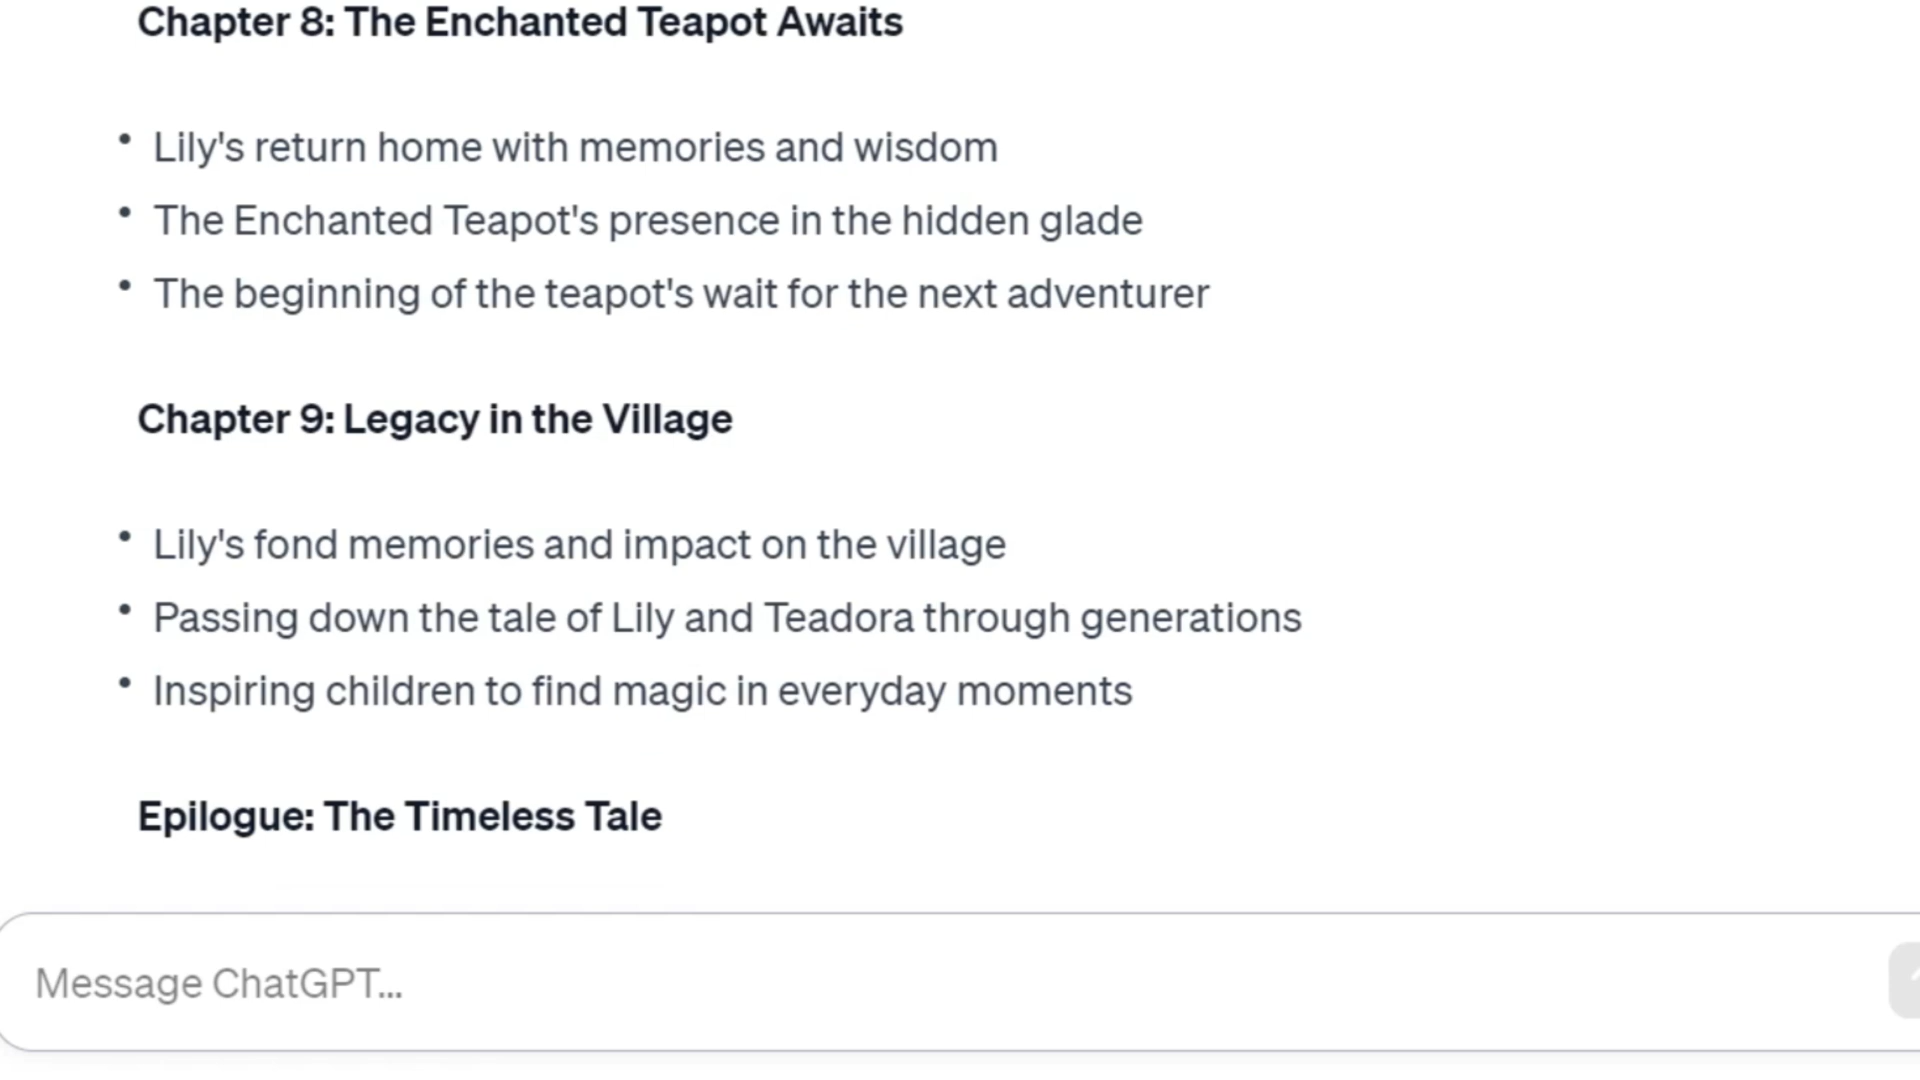 Chapter 8: The Enchanted Teapot Awaits
• Lily's return home with memories and wisdom
• The Enchanted Teapot's presence in the hidden glade
• The beginning of the teapot's wait for the next adventurer
Chapter 9: Legacy in the Village
• Lily's fond memories and impact on the village
• Passing down the tale of Lily and Teadora through generations
• Inspiring children to find magic in everyday moments
Epilogue: The Timeless Tale
Message ChatGPT...